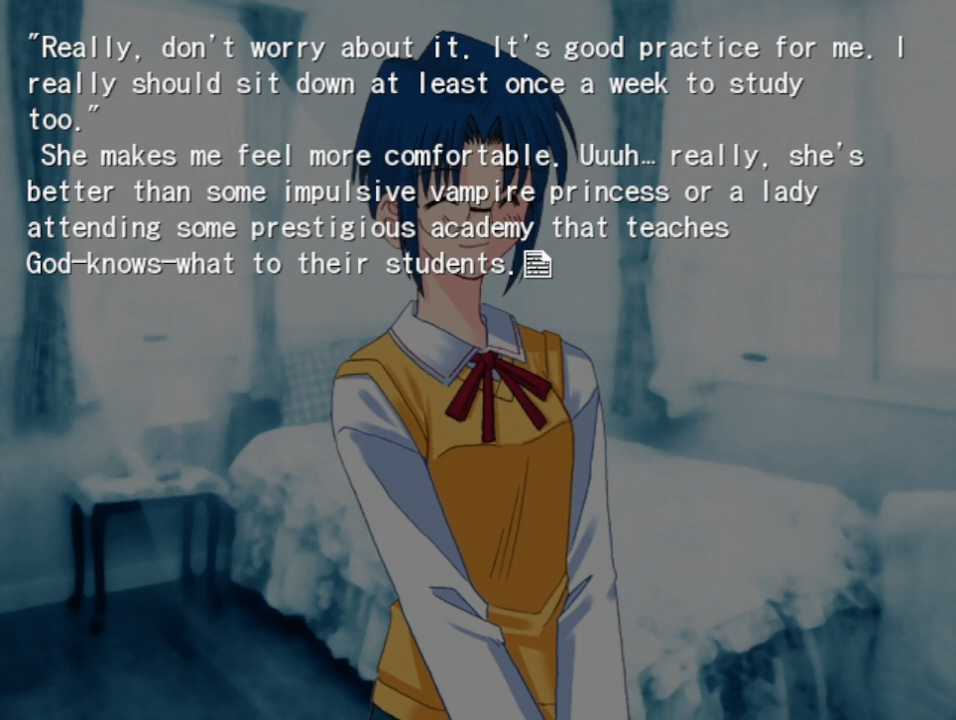 "Really, don't worry about it. It's good practice for me. I
really should sit down at least once a week to study
too."
She makes me feel more comfortable. Uuuh… really, she's
better than some impulsive vampire princess or a lady
attending some prestigious academy that teaches
God—knows—what to their students.